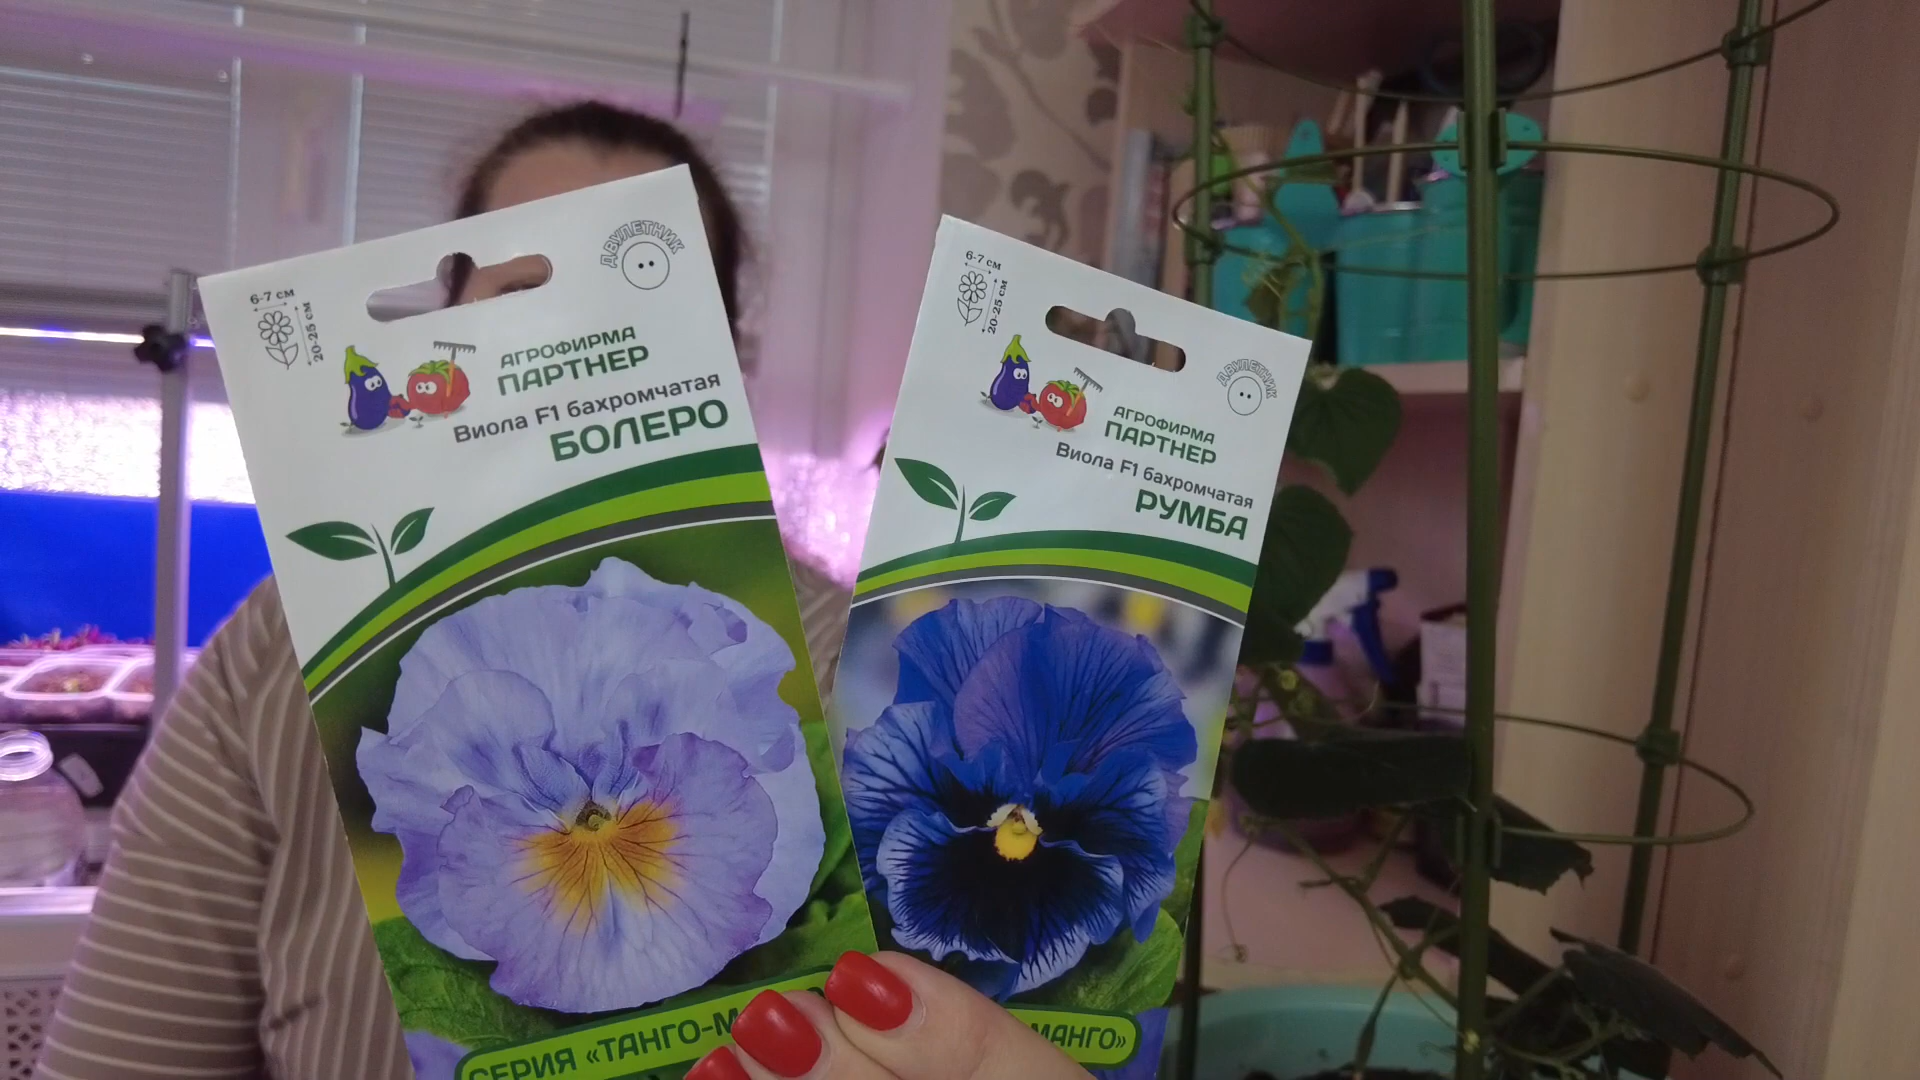 6-7 см
20-25 см
ДВУЛЕТНИК
АГРОФИРМА
ПАРТНЕР
Виола F1 бахромчатая
БОЛЕРО
СЕРИЯ «ТАНГО-М
6-7 см
20-25 см
ДВУЛЕТНИК
АГРОФИРМА
ПАРТНЕР
Виола F1 бахромчатая
РУМБА
МАНГО»